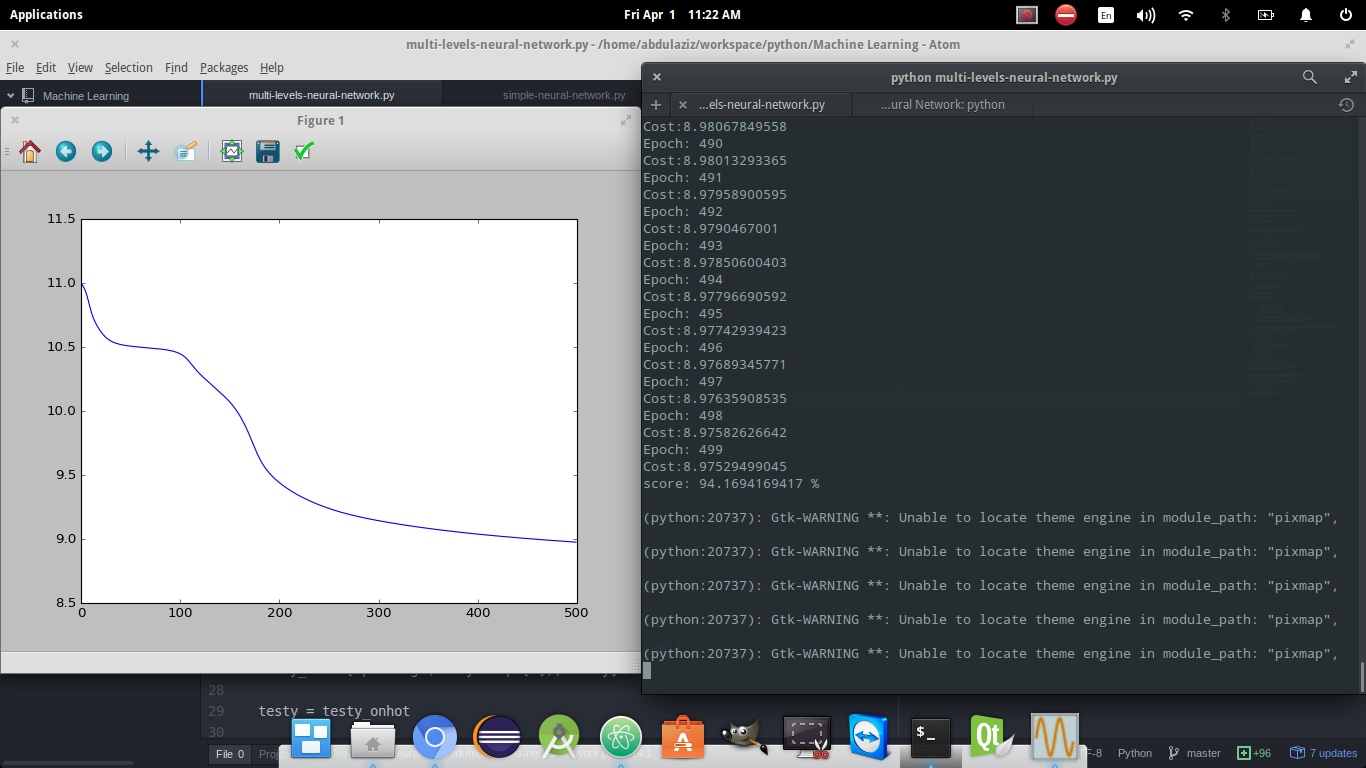 Applications
Fri Apr 1 11:22 AM
En
multi-levels-neural-network.py - /home/abdulaziz/workspace/python/Machine Learning - Atom
File Edit View Selection Find Packages Help
Machine Learning
multi-levels-neural-network.py
simple-neural-network.py
Figure 1
11.5
11.0
10.5
10.0
9.5
9.0
8.5
0 100 200 300 400 500
python multi-levels-neural-network.py
...els-neural-network.py
...ural Network: python
Cost:8.98067849558
Epoch: 490
Cost:8.98013293365
Epoch: 491
Cost:8.97958900595
Epoch: 492
Cost:8.9790467001
Epoch: 493
Cost:8.97850600403
Epoch: 494
Cost:8.97796690592
Epoch: 495
Cost:8.97742939423
Epoch: 496
Cost:8.97689345771
Epoch: 497
Cost:8.97635908535
Epoch: 498
Cost:8.97582626642
Epoch: 499
Cost:8.97529499045
score: 94.1694169417 %
(python:20737): Gtk-WARNING **: Unable to locate theme engine in module_path: "pixmap",
(python:20737): Gtk-WARNING **: Unable to locate theme engine in module_path: "pixmap",
(python:20737): Gtk-WARNING **: Unable to locate theme engine in module_path: "pixmap",
(python:20737): Gtk-WARNING **: Unable to locate theme engine in module_path: "pixmap",
(python:20737): Gtk-WARNING **: Unable to locate theme engine in module_path: "pixmap",
28
29 testy = testy_onhot
30
File 0
$_
Qt
Python
master
+96
7 updates